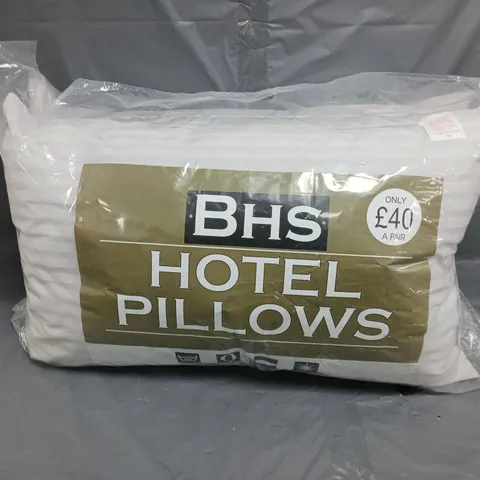 BHS
ONLY
£40
A PAIR
HOTEL
PILLOWS